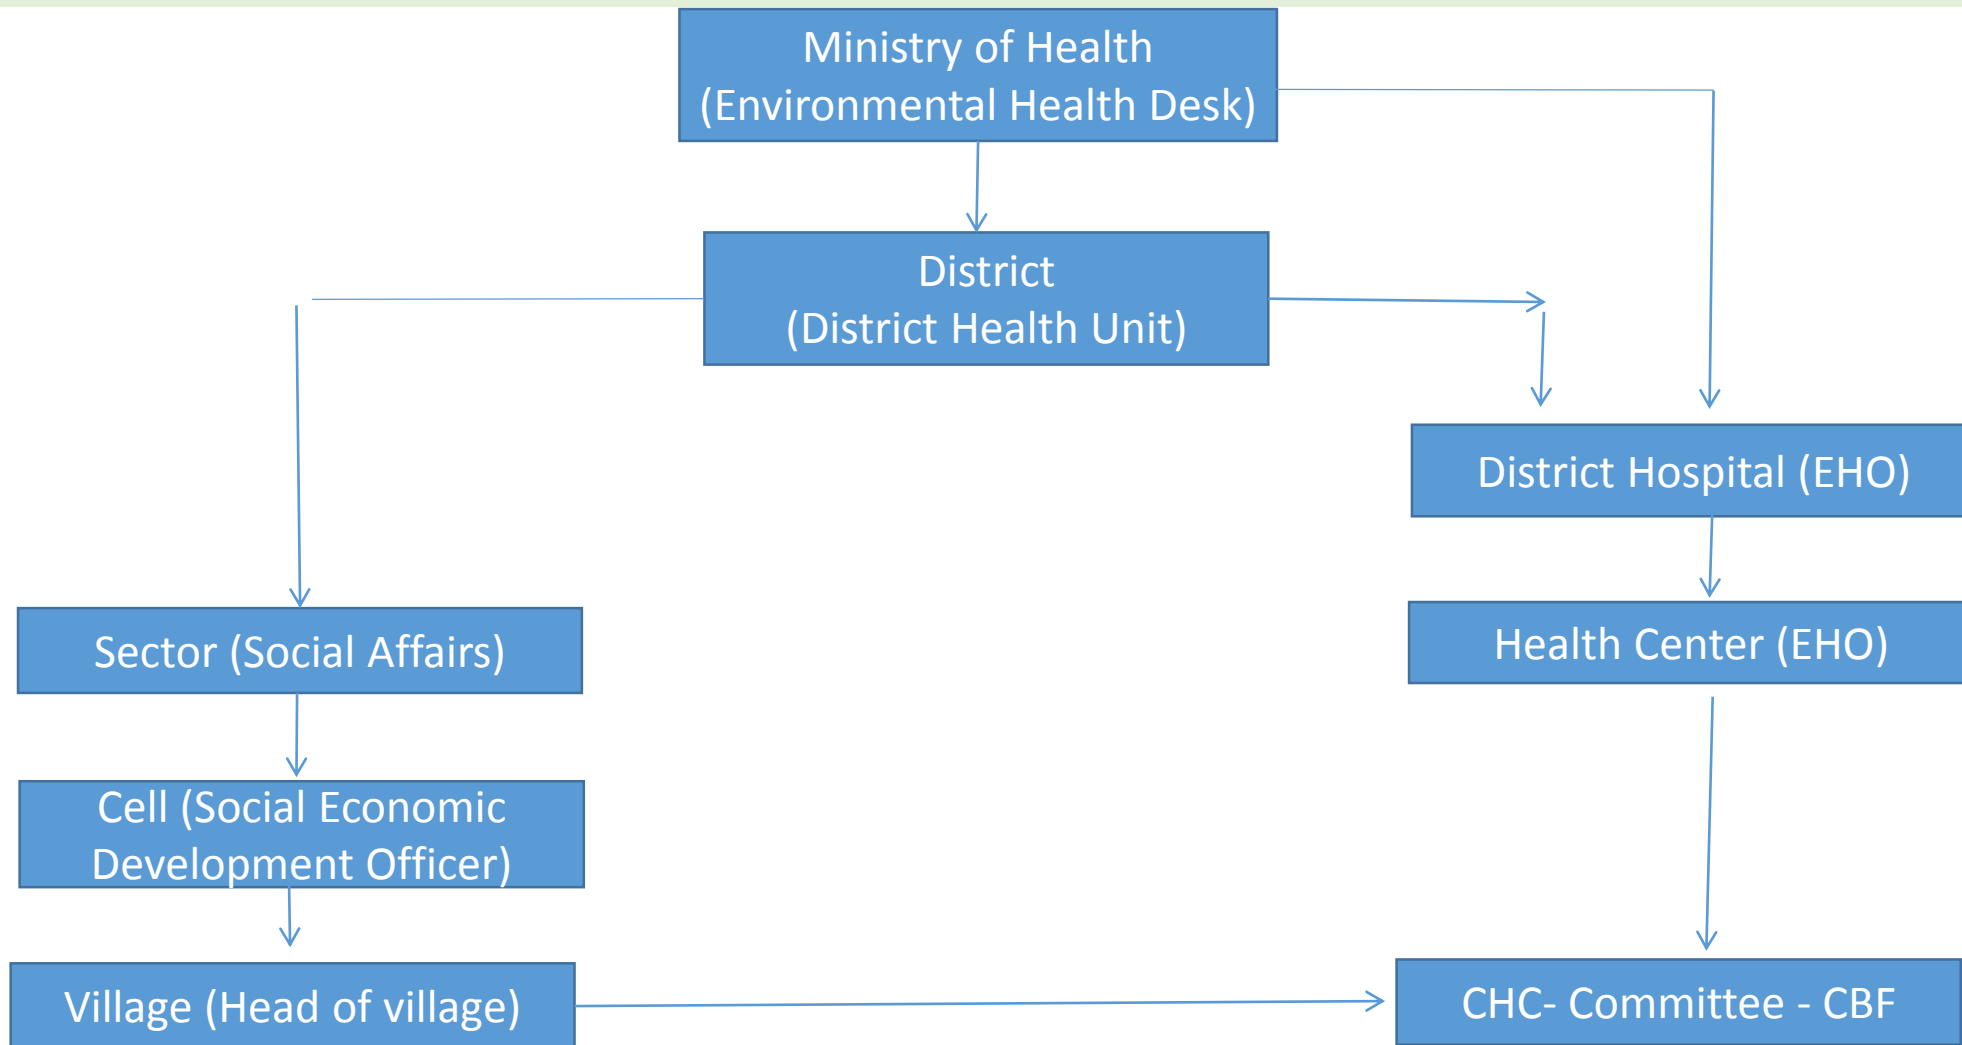 Ministry of Health
(Environmental Health Desk)
District
(District Health Unit)
District Hospital (EHO)
Sector (Social Affairs)
Health Center (EHO)
Cell (Social Economic
Development Officer)
Village (Head of village)
CHC- Committee - CBF